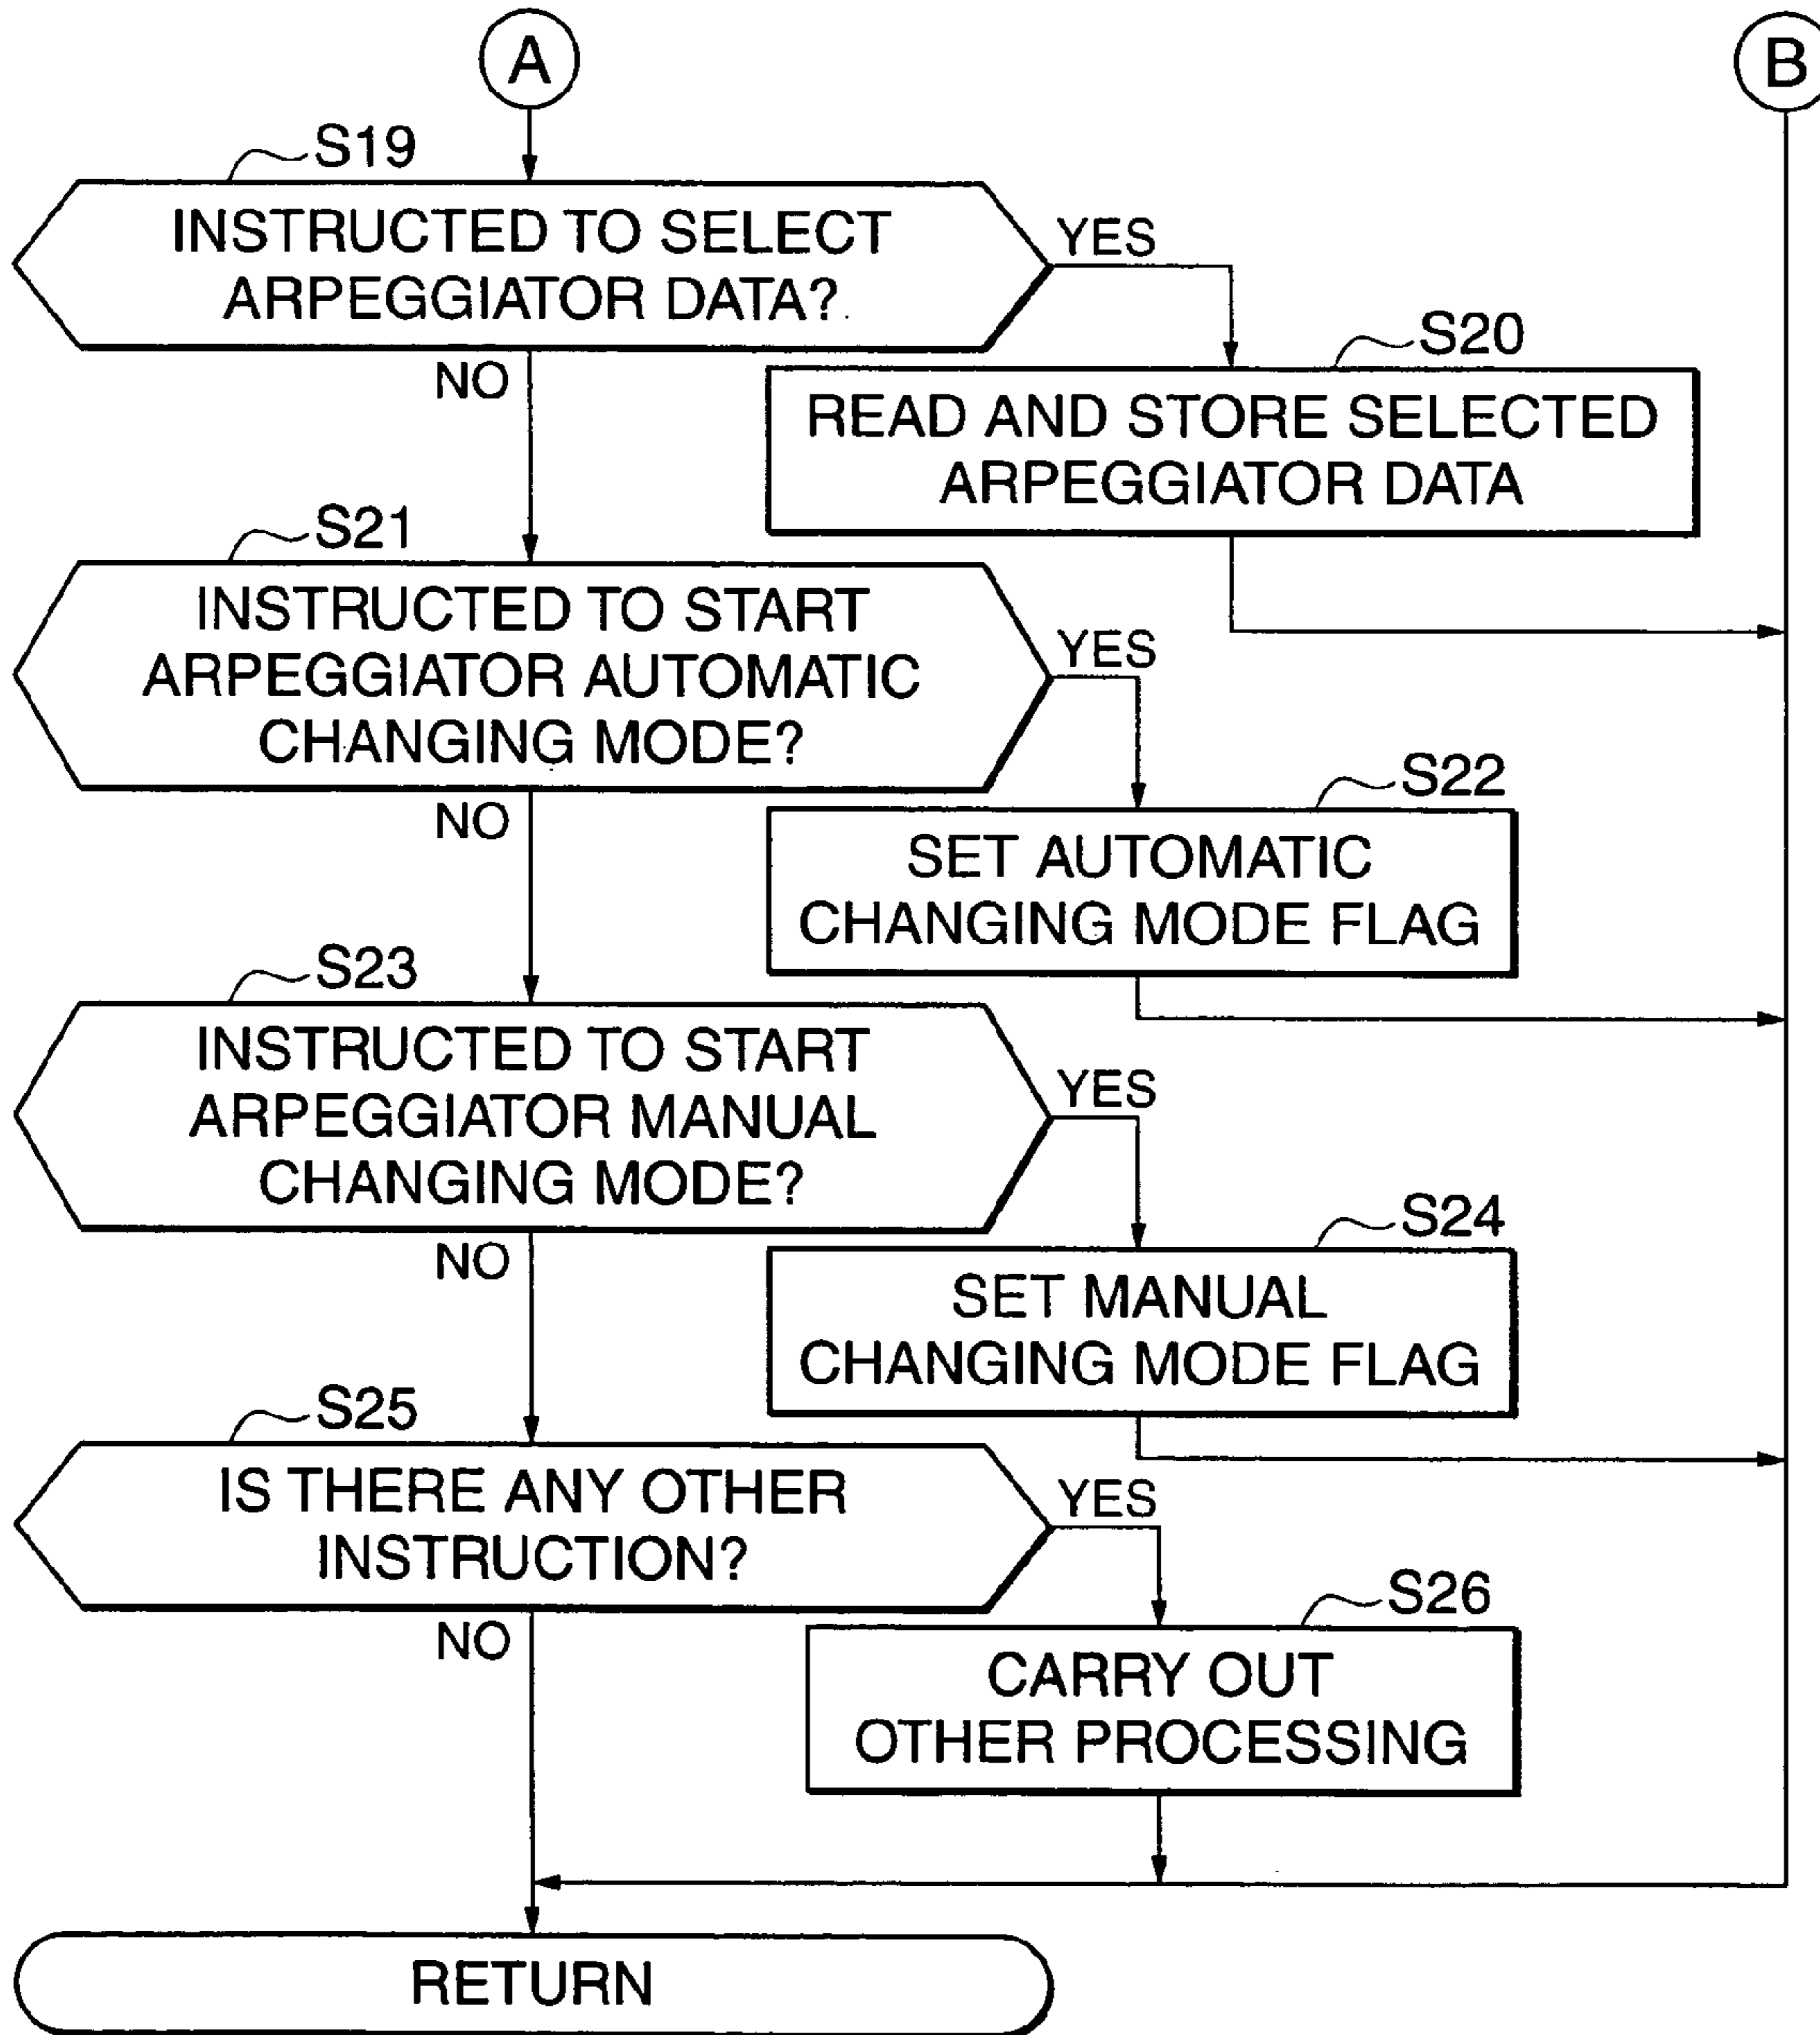 A
B
S19
INSTRUCTED TO SELECT
ARPEGGIATOR DATA?
YES
NO
S20
READ AND STORE SELECTED
ARPEGGIATOR DATA
S21
INSTRUCTED TO START
ARPEGGIATOR AUTOMATIC
CHANGING MODE?
YES
NO
S22
SET AUTOMATIC
CHANGING MODE FLAG
S23
INSTRUCTED TO START
ARPEGGIATOR MANUAL
CHANGING MODE?
YES
NO
S24
SET MANUAL
CHANGING MODE FLAG
S25
IS THERE ANY OTHER
INSTRUCTION?
YES
NO
S26
CARRY OUT
OTHER PROCESSING
RETURN